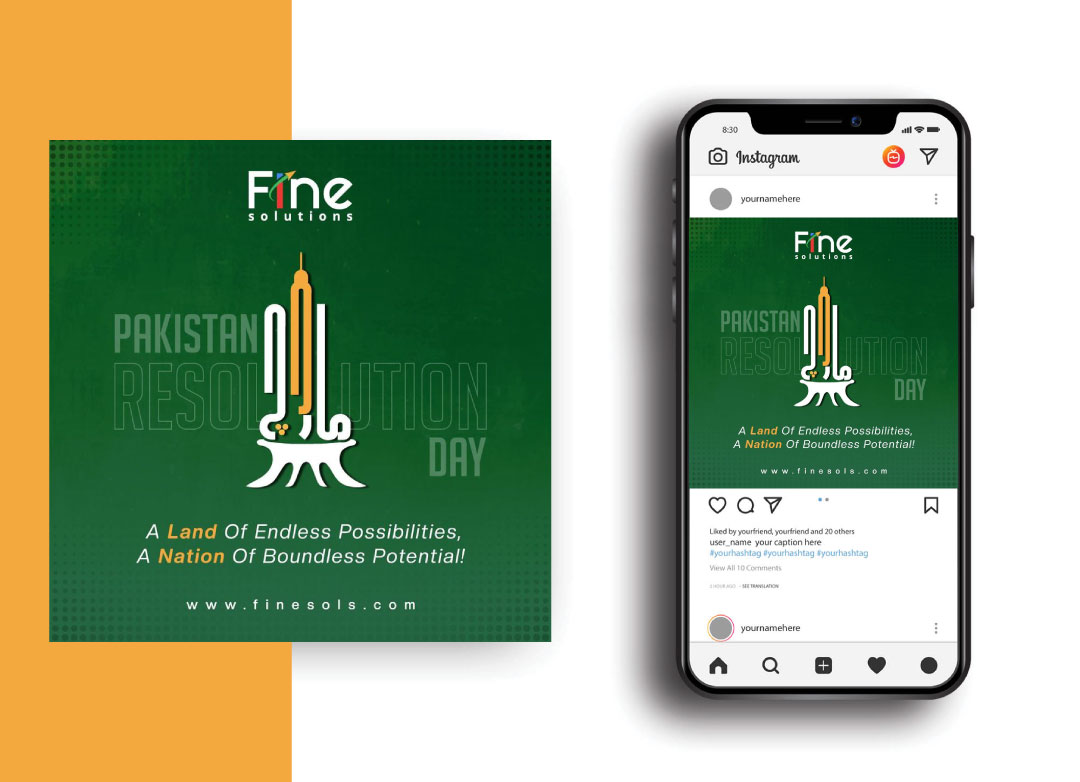 Fine
solutions
PAKISTAN
RESOLUTION
DAY
مارچ
A Land Of Endless Possibilities,
A Nation Of Boundless Potential!
www.finesols.com
8:30
Instagram
yournamehere
Fine
solutions
PAKISTAN
RESOLUTION
DAY
مارچ
A Land Of Endless Possibilities,
A Nation Of Boundless Potential!
www.finesols.com
Liked by yourfriend, yourfriend and 20 others
user_name your caption here
#yourhashtag #yourhashtag #yourhashtag
View All 10 Comments
HOUR AGO · SEE TRANSLATION
yournamehere